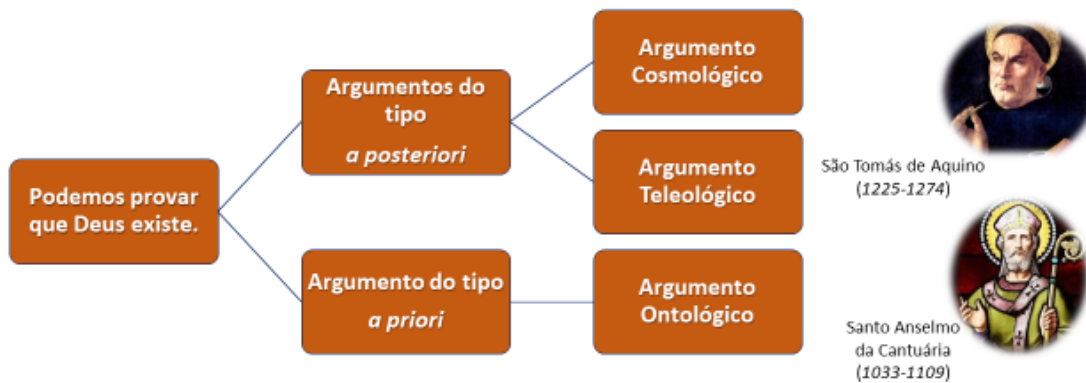 Podemos provar
que Deus existe.
Argumentos do
tipo
a posteriori
Argumento
Cosmológico
Argumento
Teleológico
Argumento do tipo
a priori
Argumento
Ontológico
São Tomás de Aquino
(1225-1274)
Santo Anselmo
da Cantuária
(1033-1109)